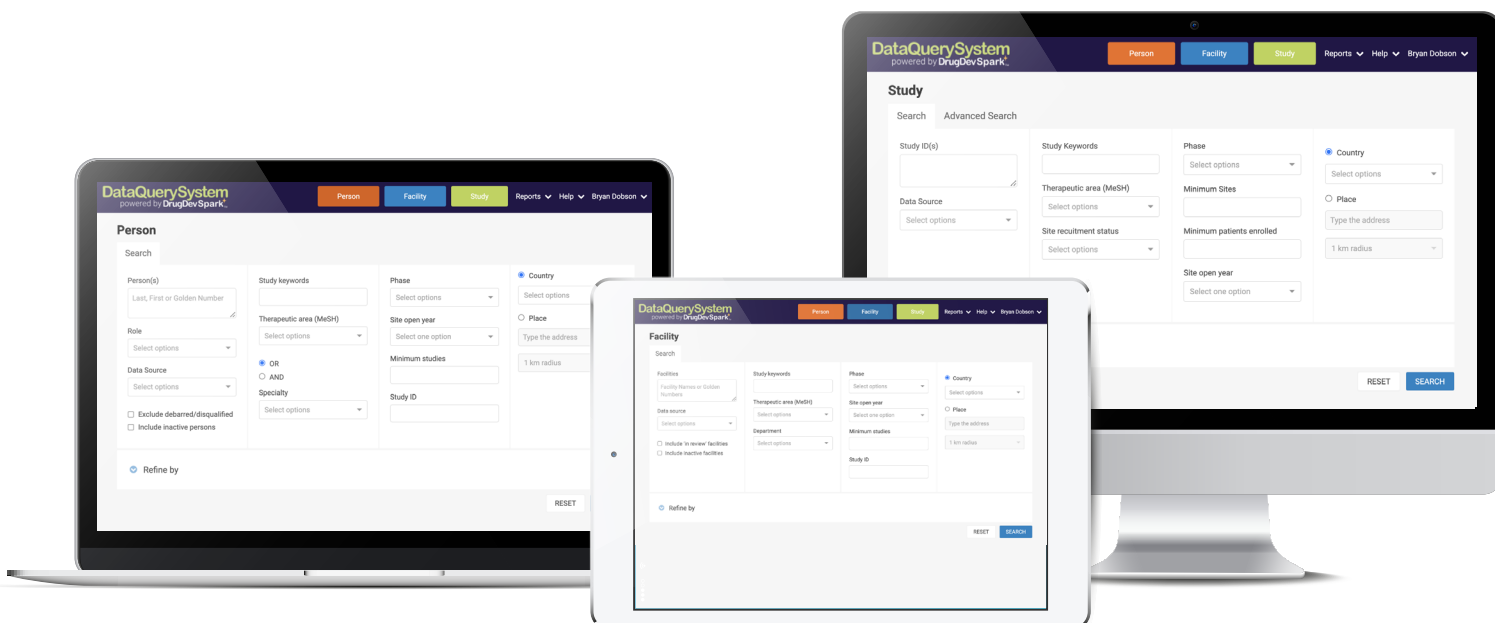 DataQuerySystem
powered by DrugDevSpark
Person
Facility
Study
Reports
Help
Bryan Dobson
Person
Search
Person(s)
Last, First or Golden Number
Role
Select options
Data Source
Select options
Exclude debarred/disqualified
Include inactive persons
Study keywords
Therapeutic area (MeSH)
Select options
OR
AND
Specialty
Select options
Phase
Select options
Site open year
Select one option
Minimum studies
Study ID
Country
Select options
Place
Type the address
1 km radius
Refine by
RESET
DataQuerySystem
powered by DrugDevSpark
Person
Facility
Study
Reports
Help
Bryan Dobson
Facility
Search
Facilities
Facility Names or Golden
Numbers
Data source
Select options
Include 'in review' facilities
Include inactive facilities
Study keywords
Therapeutic area (MeSH)
Select options
Department
Select options
Phase
Select options
Site open year
Select one option
Minimum studies
Study ID
Country
Select options
Place
Type the address
1 km radius
Refine by
RESET
SEARCH
DataQuerySystem
powered by DrugDevSpark
Person
Facility
Study
Reports
Help
Bryan Dobson
Study
Search
Advanced Search
Study ID(s)
Data Source
Select options
Study Keywords
Therapeutic area (MeSH)
Select options
Site recuitment status
Select options
Phase
Select options
Minimum Sites
Minimum patients enrolled
Site open year
Select one option
Country
Select options
Place
Type the address
1 km radius
RESET
SEARCH